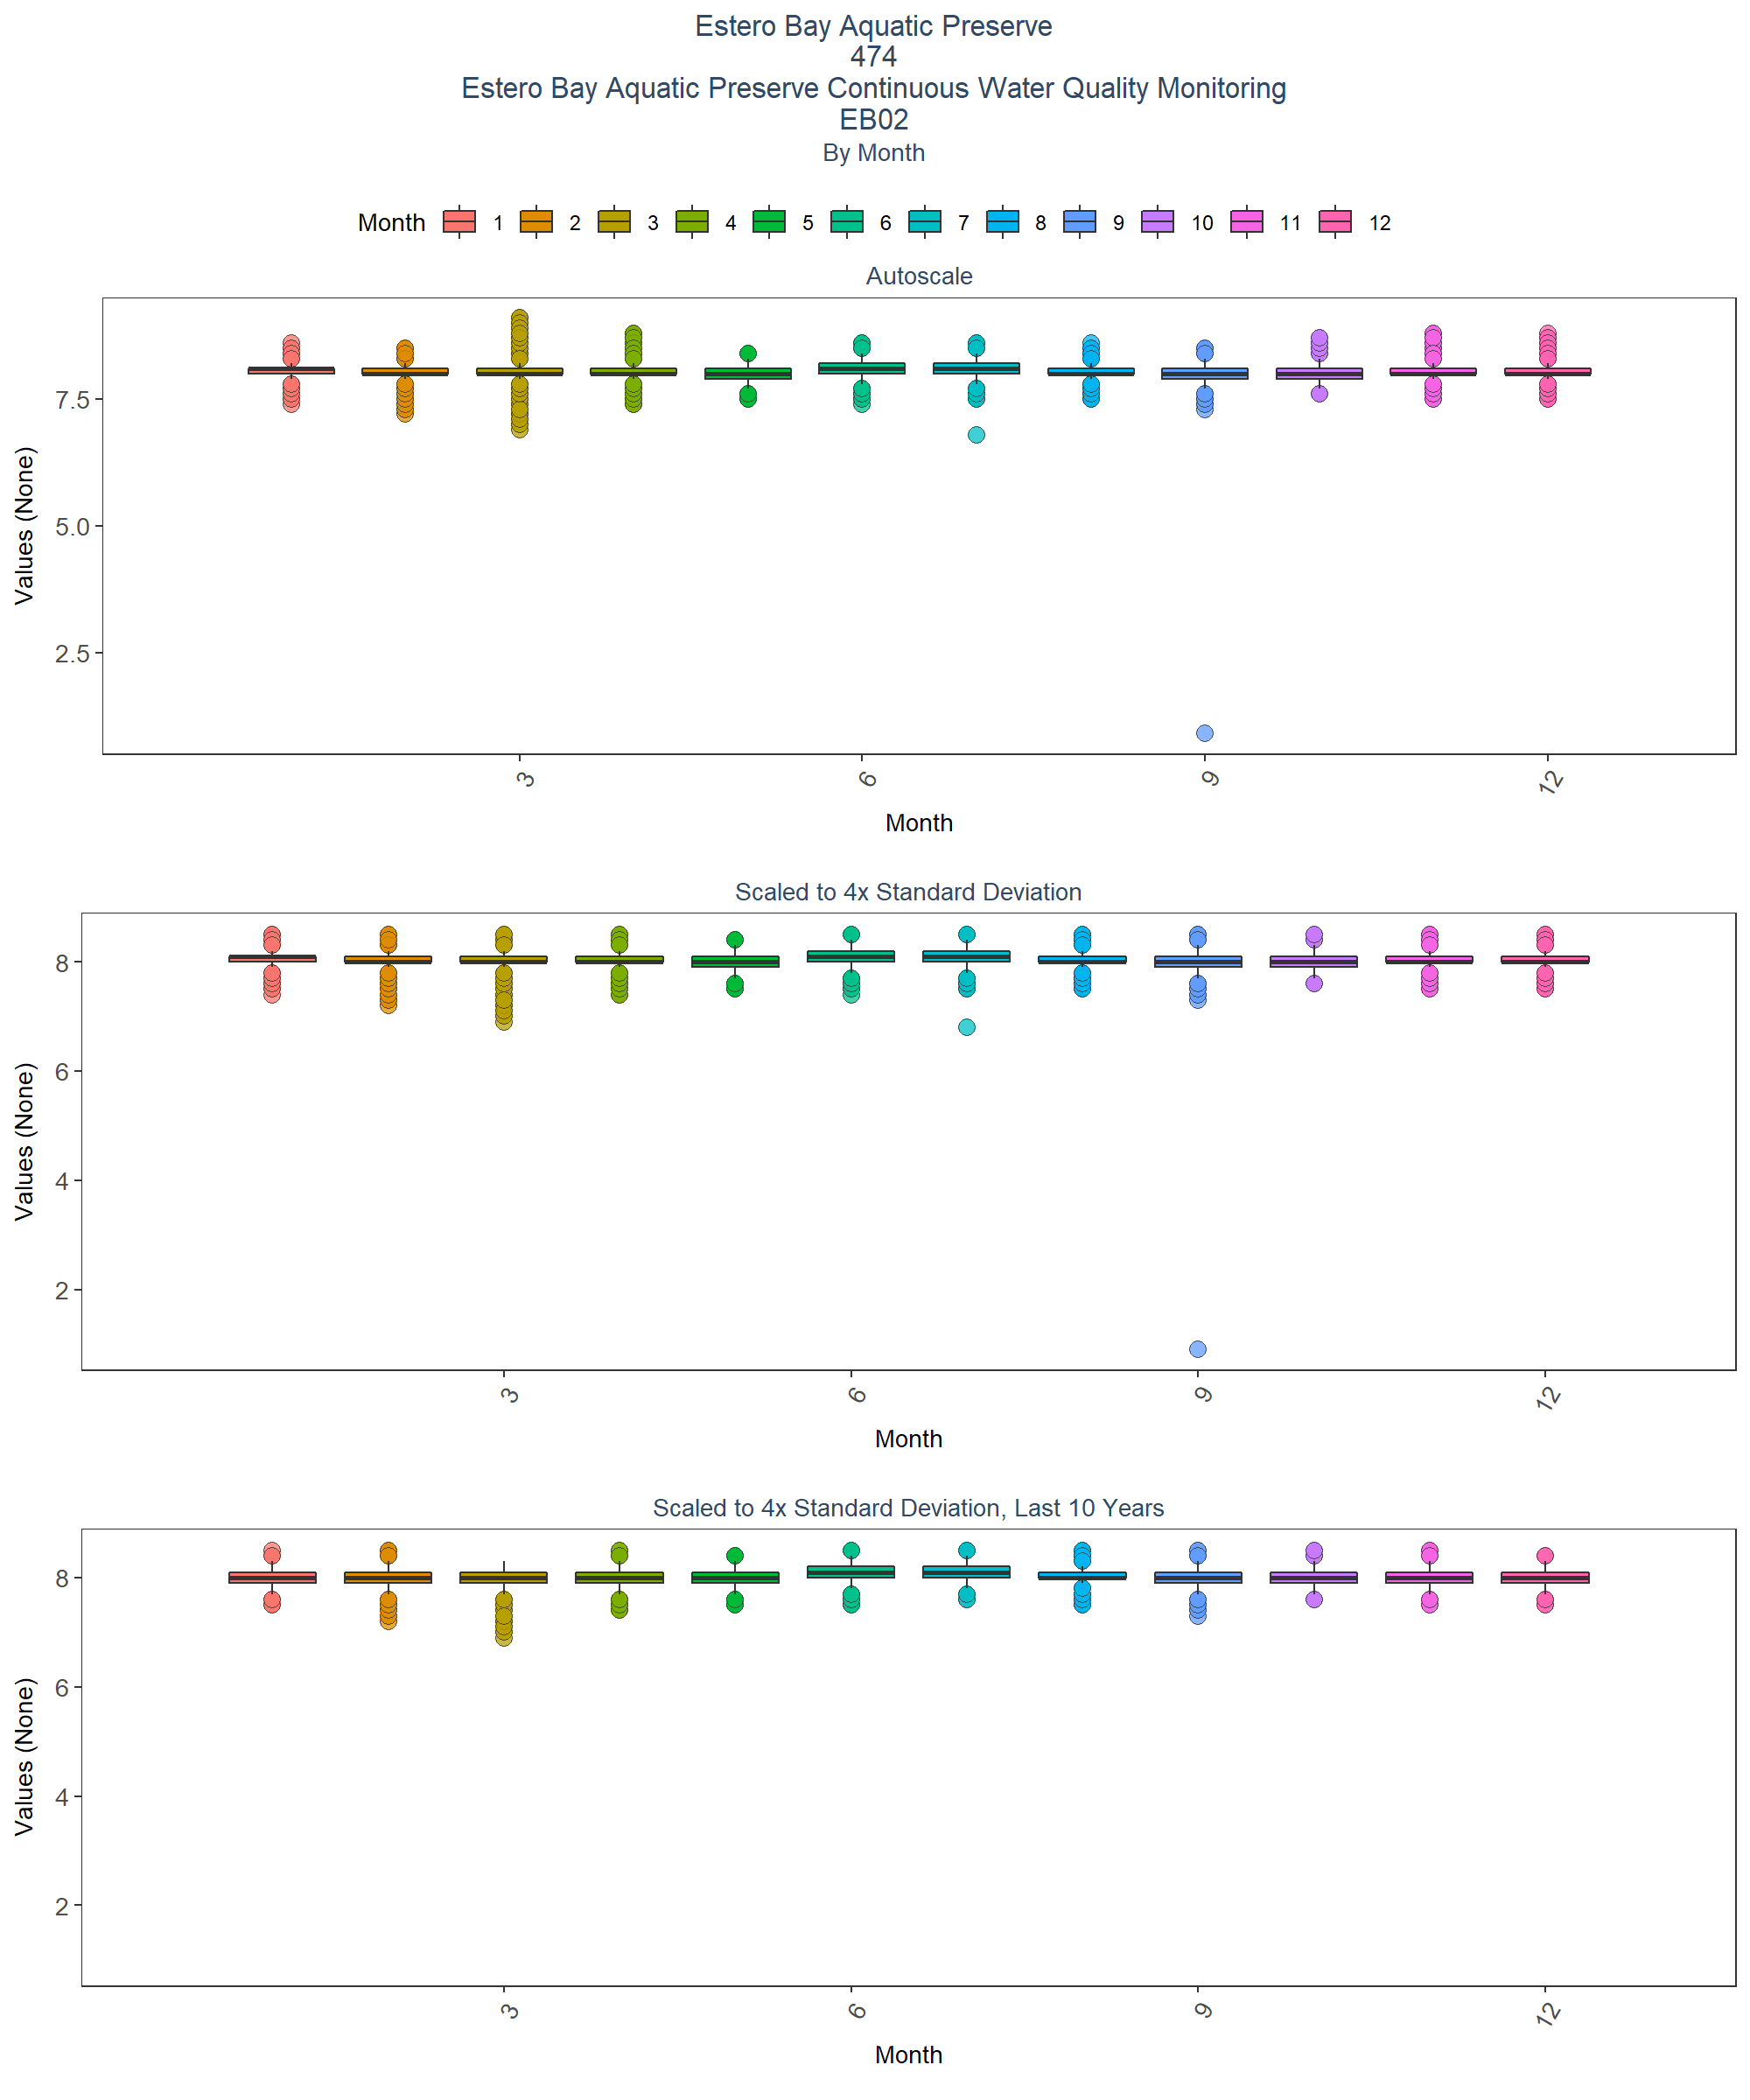 Estero Bay Aquatic Preserve
474
Estero Bay Aquatic Preserve Continuous Water Quality Monitoring
EB02
By Month
Month 1 2 3 4 5 6 7 8 9 10 11 12
Autoscale
Values (None)
7.5
5.0
2.5
3 6 9 12
Month
Scaled to 4x Standard Deviation
Values (None)
8
6
4
2
3 6 9 12
Month
Scaled to 4x Standard Deviation, Last 10 Years
Values (None)
8
6
4
2
3 6 9 12
Month